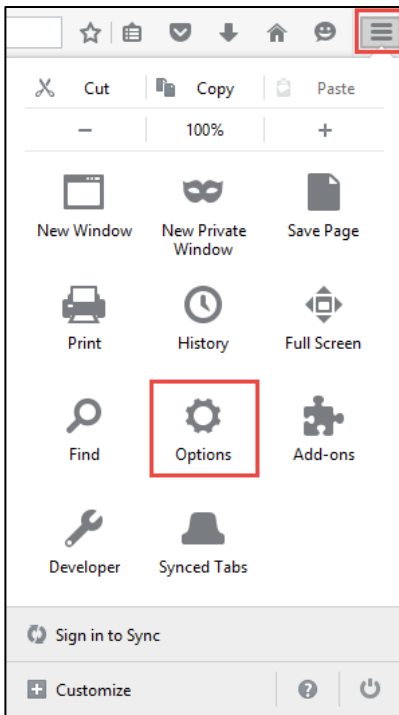 Cut Copy Paste
− 100% +
New Window New Private Save Page
Window
Print History Full Screen
Find Options Add-ons
Developer Synced Tabs
Sign in to Sync
Customize